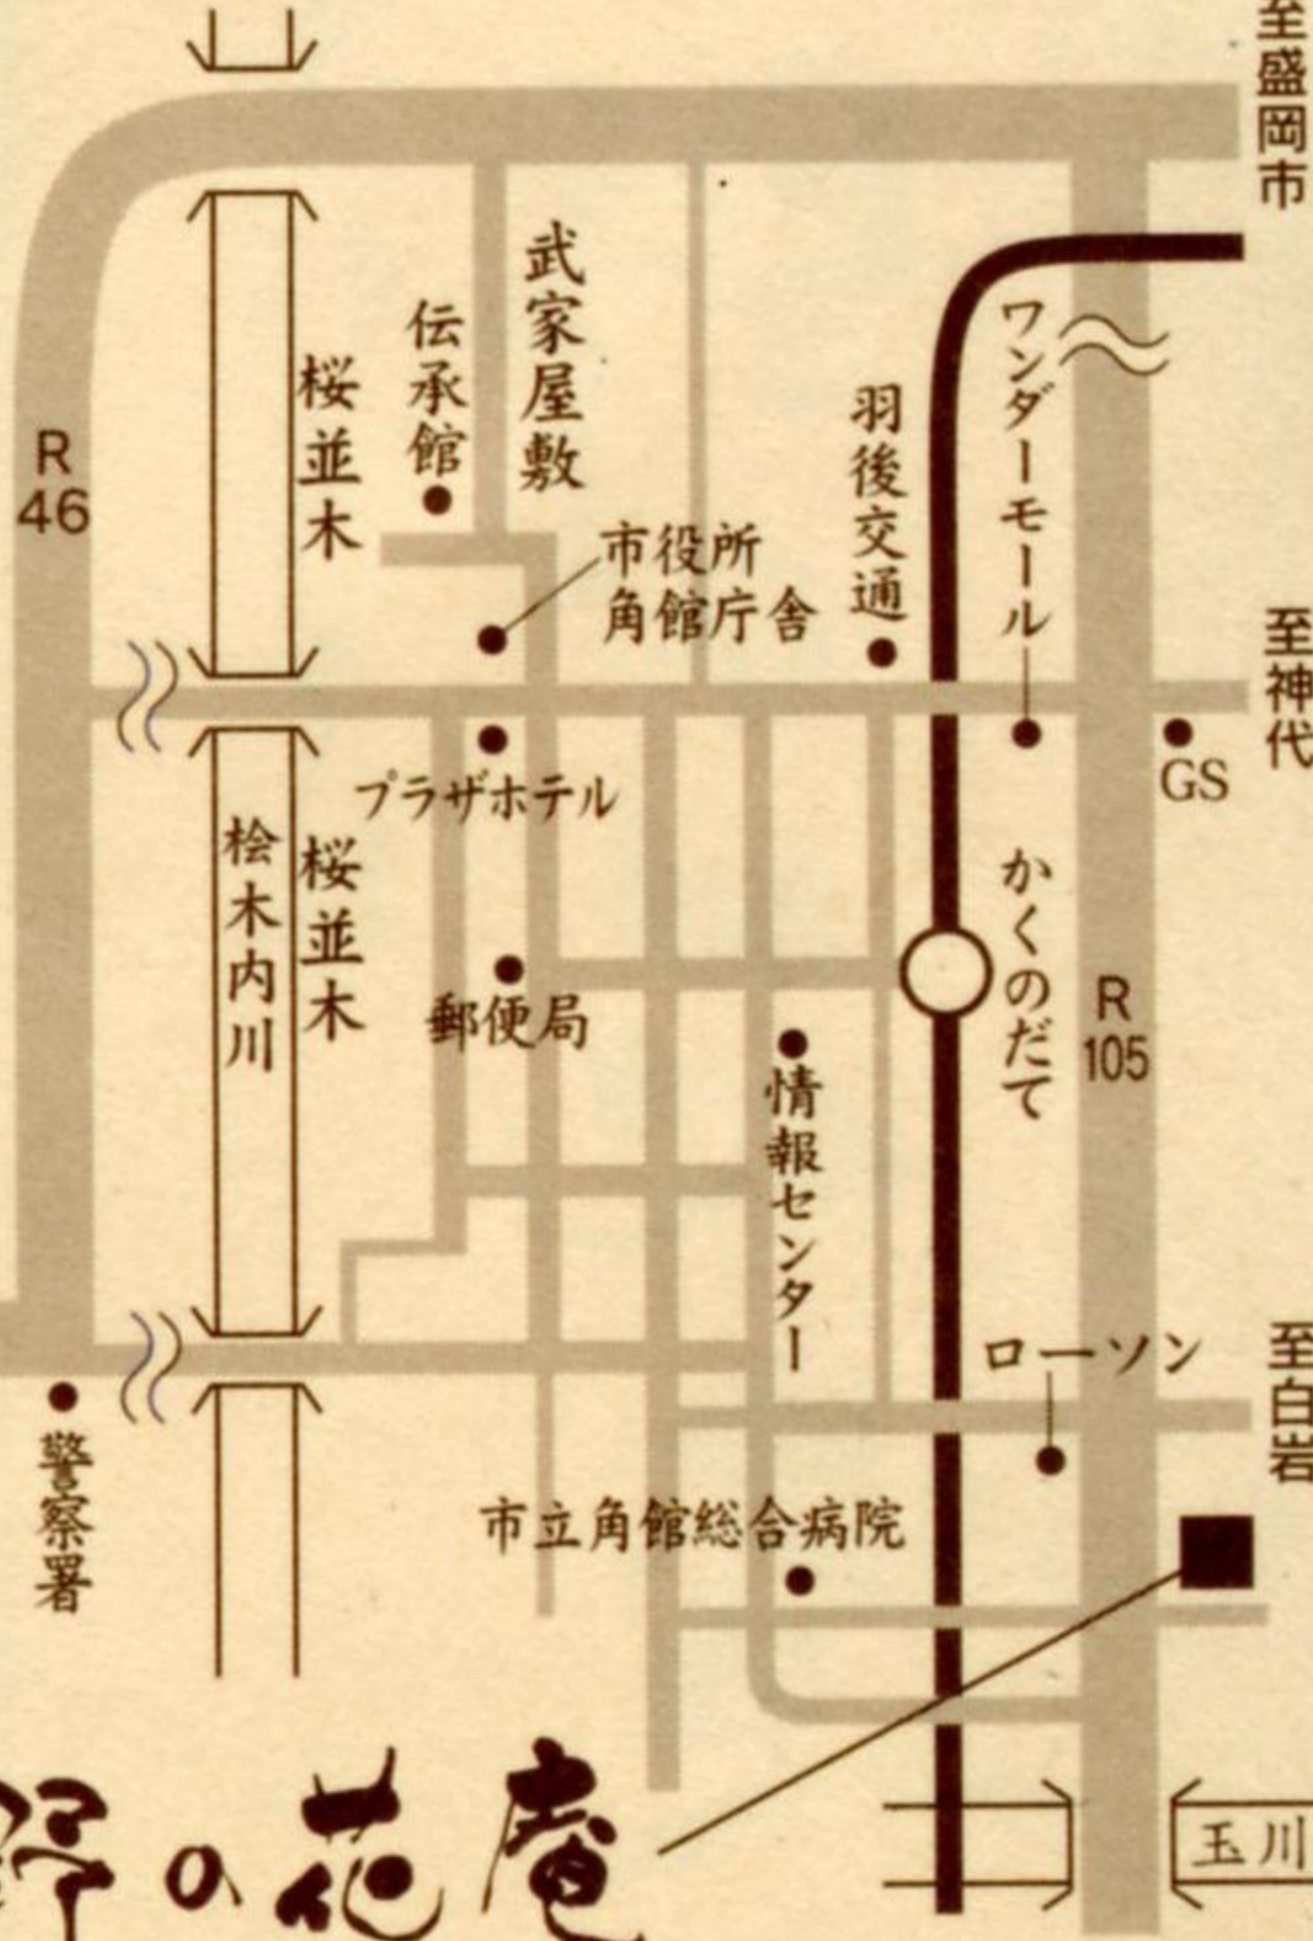 至盛岡市
武家屋敷
伝承館
桜並木
R
46
市役所
角館庁舎
羽後交通
ワンダーモール
至神代
GS
プラザホテル
桧木内川
桜並木
郵便局
かくのだて
R
105
情報センター
ローソン
至白岩
警察署
市立角館総合病院
野の花庵
玉川